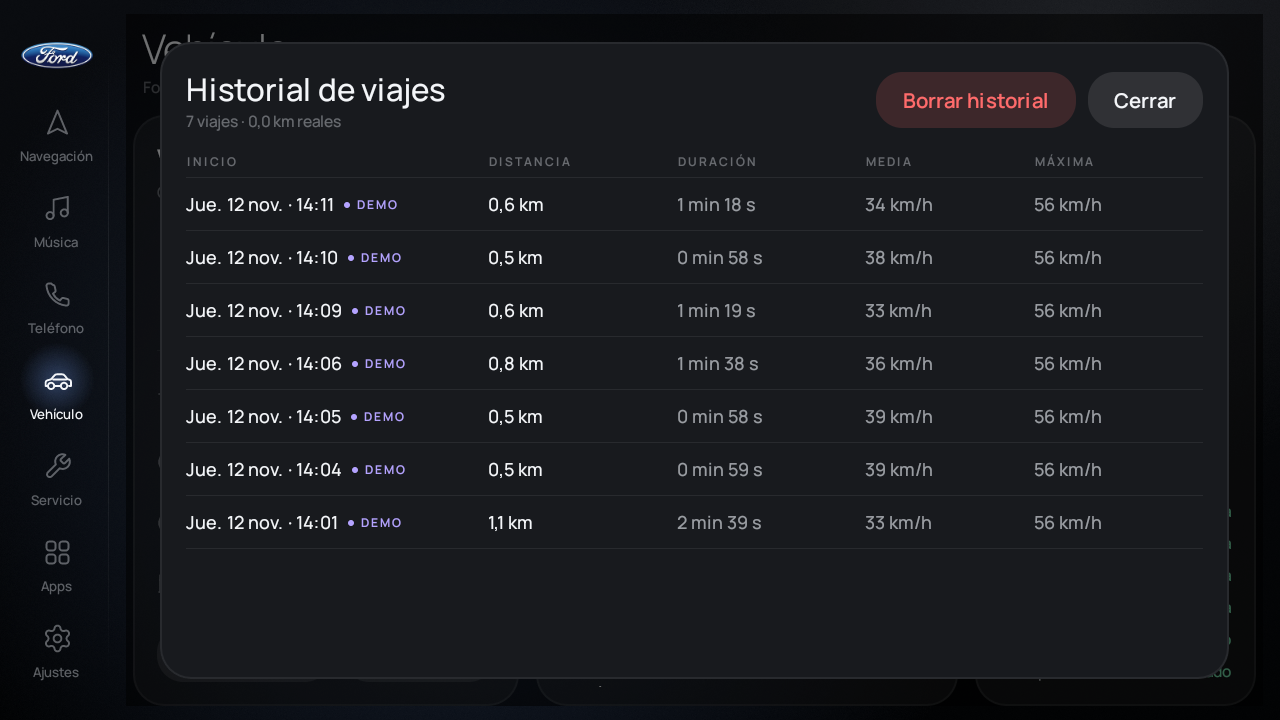 Ford
Historial de viajes
7 viajes · 0,0 km reales
Borrar historial
Cerrar
INICIO DISTANCIA DURACIÓN MEDIA MÁXIMA
Jue. 12 nov. · 14:11 • DEMO 0,6 km 1 min 18 s 34 km/h 56 km/h
Jue. 12 nov. · 14:10 • DEMO 0,5 km 0 min 58 s 38 km/h 56 km/h
Jue. 12 nov. · 14:09 • DEMO 0,6 km 1 min 19 s 33 km/h 56 km/h
Jue. 12 nov. · 14:06 • DEMO 0,8 km 1 min 38 s 36 km/h 56 km/h
Jue. 12 nov. · 14:05 • DEMO 0,5 km 0 min 58 s 39 km/h 56 km/h
Jue. 12 nov. · 14:04 • DEMO 0,5 km 0 min 59 s 39 km/h 56 km/h
Jue. 12 nov. · 14:01 • DEMO 1,1 km 2 min 39 s 33 km/h 56 km/h
Navegación
Música
Teléfono
Vehículo
Servicio
Apps
Ajustes